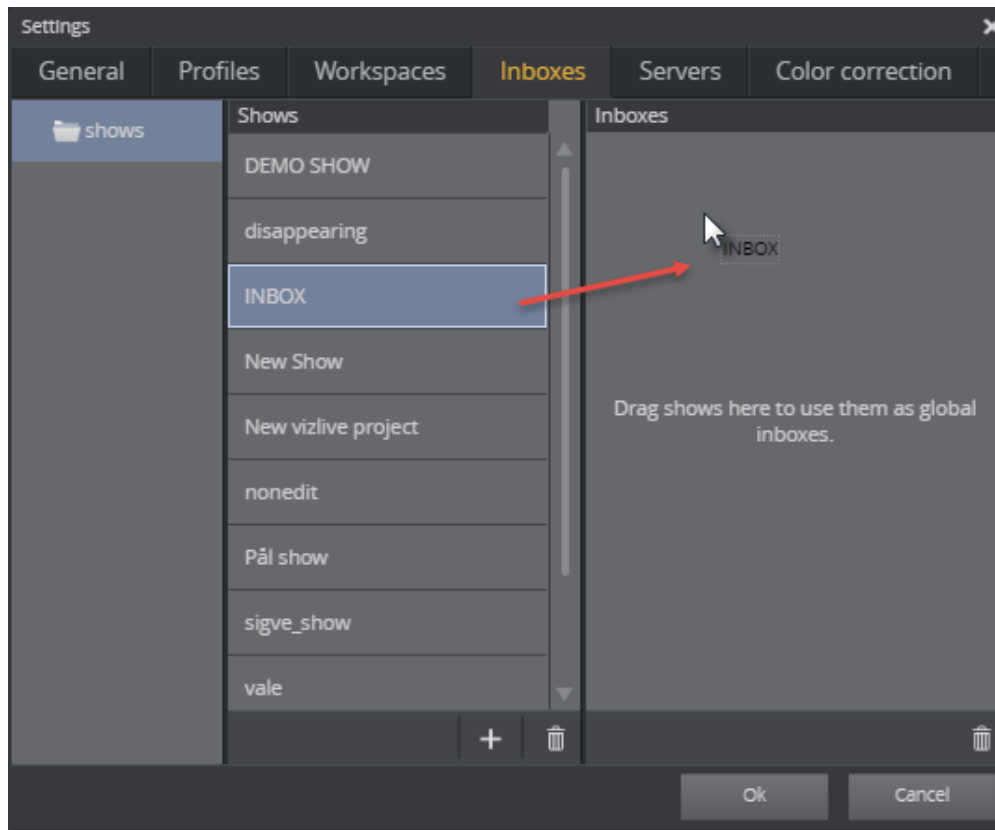 Settings
General Profiles Workspaces Inboxes Servers Color correction
shows
Shows
DEMO SHOW
disappearing
INBOX
New Show
New vizlive project
nonedit
Pål show
sigve_show
vale
Inboxes
INBOX
Drag shows here to use them as global
inboxes.
Ok Cancel